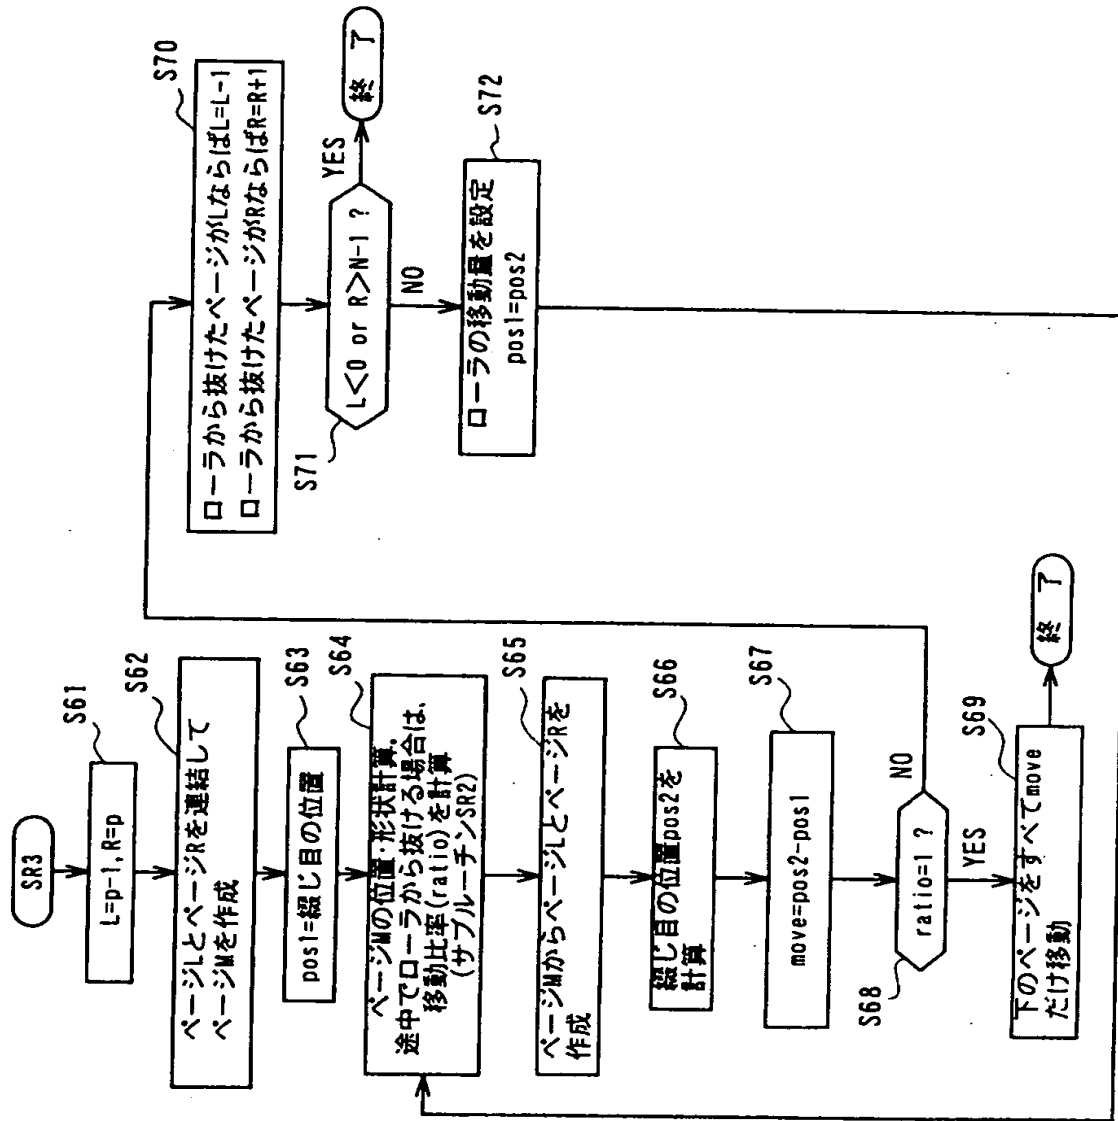 SR3
S61
L=p-1,R=p
S62
ページLとページRを連結して
ページMを作成
S63
pos1=綴じ目の位置
S64
ページMの位置・形状計算.
途中でローラから抜ける場合は、
移動比率(ratio)を計算
(サブルーチンSR2)
S65
ページMからページLとページRを
作成
S66
綴じ目の位置pos2を
計算
S67
move=pos2-pos1
S68
ratio=1 ?
NO
YES
S69
下のページをすべてmove
だけ移動
終 了
S70
ローラから抜けたページがLならばL=L-1
ローラから抜けたページがRならばR=R+1
S71
L<0 or R>N-1 ?
YES
終 了
NO
S72
ローラの移動量を設定
pos1=pos2